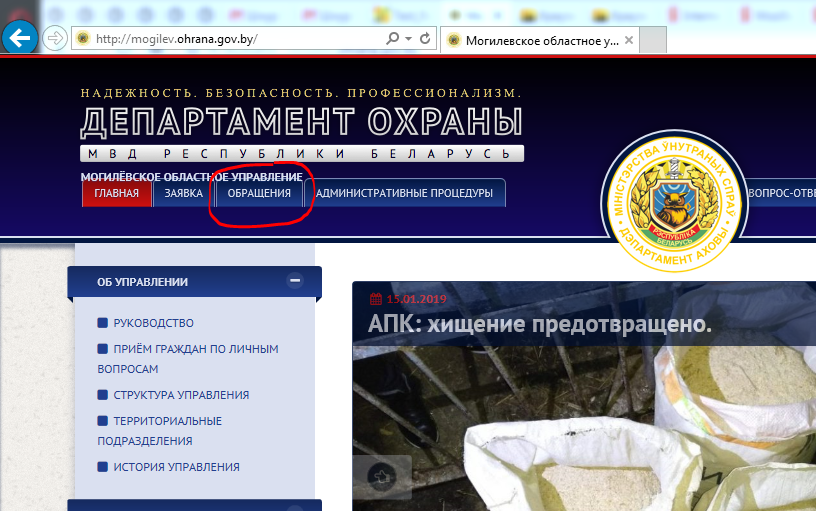 http://mogilev.ohrana.gov.by/
Могилевское областное у...
НАДЕЖНОСТЬ. БЕЗОПАСНОСТЬ. ПРОФЕССИОНАЛИЗМ.
ДЕПАРТАМЕНТ ОХРАНЫ
МВД РЕСПУБЛИКИ БЕЛАРУСЬ
МОГИЛЁВСКОЕ ОБЛАСТНОЕ УПРАВЛЕНИЕ
ГЛАВНАЯ ЗАЯВКА ОБРАЩЕНИЯ АДМИНИСТРАТИВНЫЕ ПРОЦЕДУРЫ ВОПРОС-ОТВЕ
МІНІСТЭРСТВА ЎНУТРАНЫХ СПРАЎ
РЭСПУБЛІКА
БЕЛАРУСЬ
ДЭПАРТАМЕНТ АХОВЫ
ОБ УПРАВЛЕНИИ
РУКОВОДСТВО
ПРИЁМ ГРАЖДАН ПО ЛИЧНЫМ
ВОПРОСАМ
СТРУКТУРА УПРАВЛЕНИЯ
ТЕРРИТОРИАЛЬНЫЕ
ПОДРАЗДЕЛЕНИЯ
ИСТОРИЯ УПРАВЛЕНИЯ
15.01.2019
АПК: хищение предотвращено.